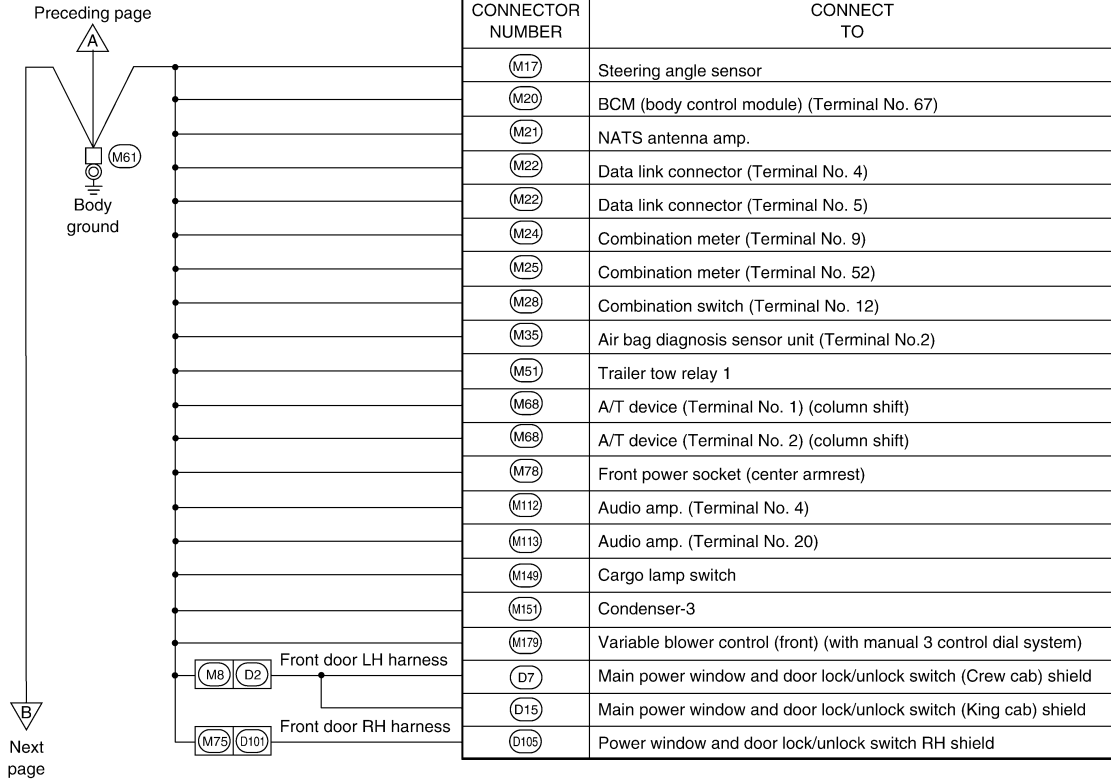 Preceding page
A
M61
Body
ground
B
Next
page
CONNECTOR
NUMBER
CONNECT
TO
M17 Steering angle sensor
M20 BCM (body control module) (Terminal No. 67)
M21 NATS antenna amp.
M22 Data link connector (Terminal No. 4)
M22 Data link connector (Terminal No. 5)
M24 Combination meter (Terminal No. 9)
M25 Combination meter (Terminal No. 52)
M28 Combination switch (Terminal No. 12)
M35 Air bag diagnosis sensor unit (Terminal No.2)
M51 Trailer tow relay 1
M68 A/T device (Terminal No. 1) (column shift)
M68 A/T device (Terminal No. 2) (column shift)
M78 Front power socket (center armrest)
M112 Audio amp. (Terminal No. 4)
M113 Audio amp. (Terminal No. 20)
M149 Cargo lamp switch
M151 Condenser-3
M179 Variable blower control (front) (with manual 3 control dial system)
Front door LH harness
M8 D2 D7 Main power window and door lock/unlock switch (Crew cab) shield
D15 Main power window and door lock/unlock switch (King cab) shield
Front door RH harness
M75 D101 D105 Power window and door lock/unlock switch RH shield